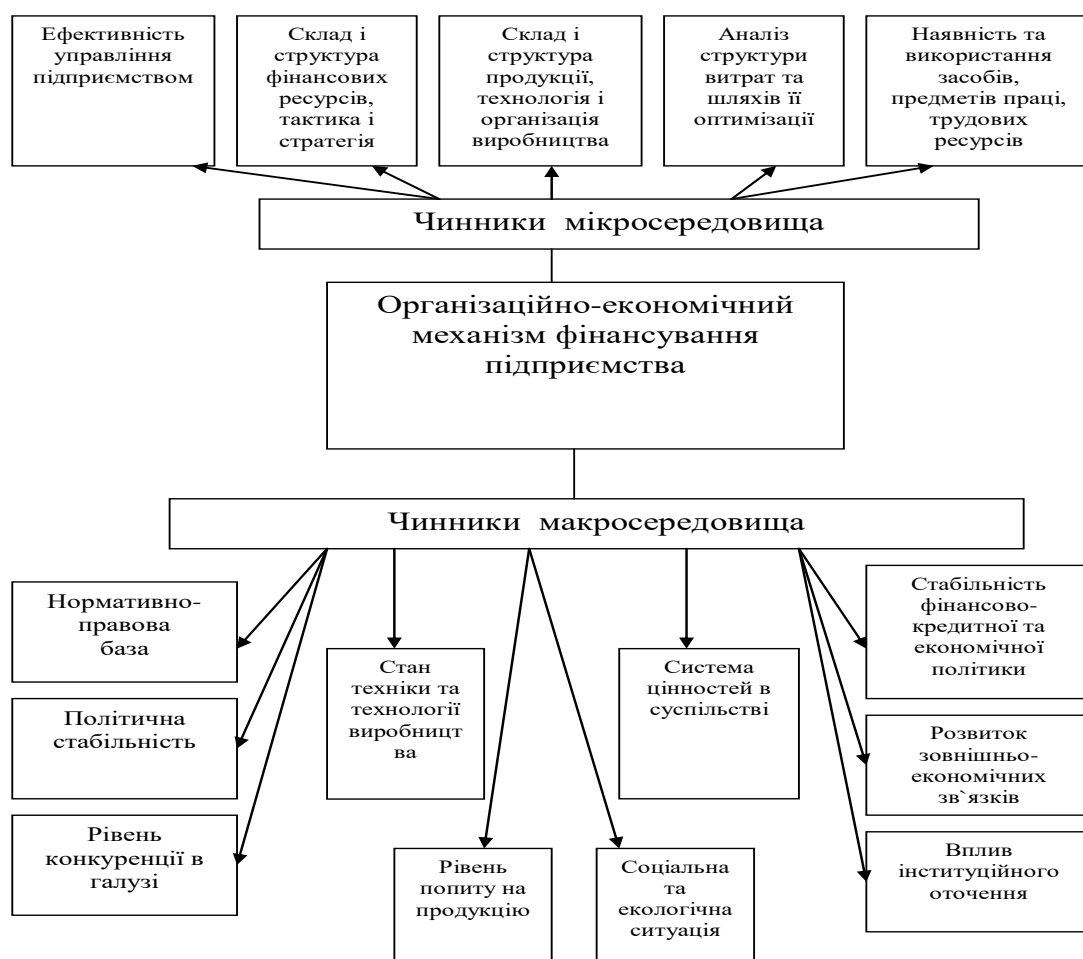 Ефективність
управління
підприємством
Склад і
структура
фінансових
ресурсів,
тактика і
стратегія
Склад і
структура
продукції,
технологія і
організація
виробництва
Аналіз
структури
витрат та
шляхів її
оптимізації
Наявність та
використання
засобів,
предметів праці,
трудових
ресурсів
Чинники мікросередовища
Організаційно-економічний
механізм фінансування
підприємства
Чинники макросередовища
Нормативно-
правова
база
Політична
стабільність
Рівень
конкуренції в
галузі
Стан
техніки та
технології
виробницт
ва
Рівень
попиту на
продукцію
Соціальна
та
екологічна
ситуація
Система
цінностей в
суспільстві
Стабільність
фінансово-
кредитної та
економічної
політики
Розвиток
зовнішньо-
економічних
зв`язків
Вплив
інституційного
оточення